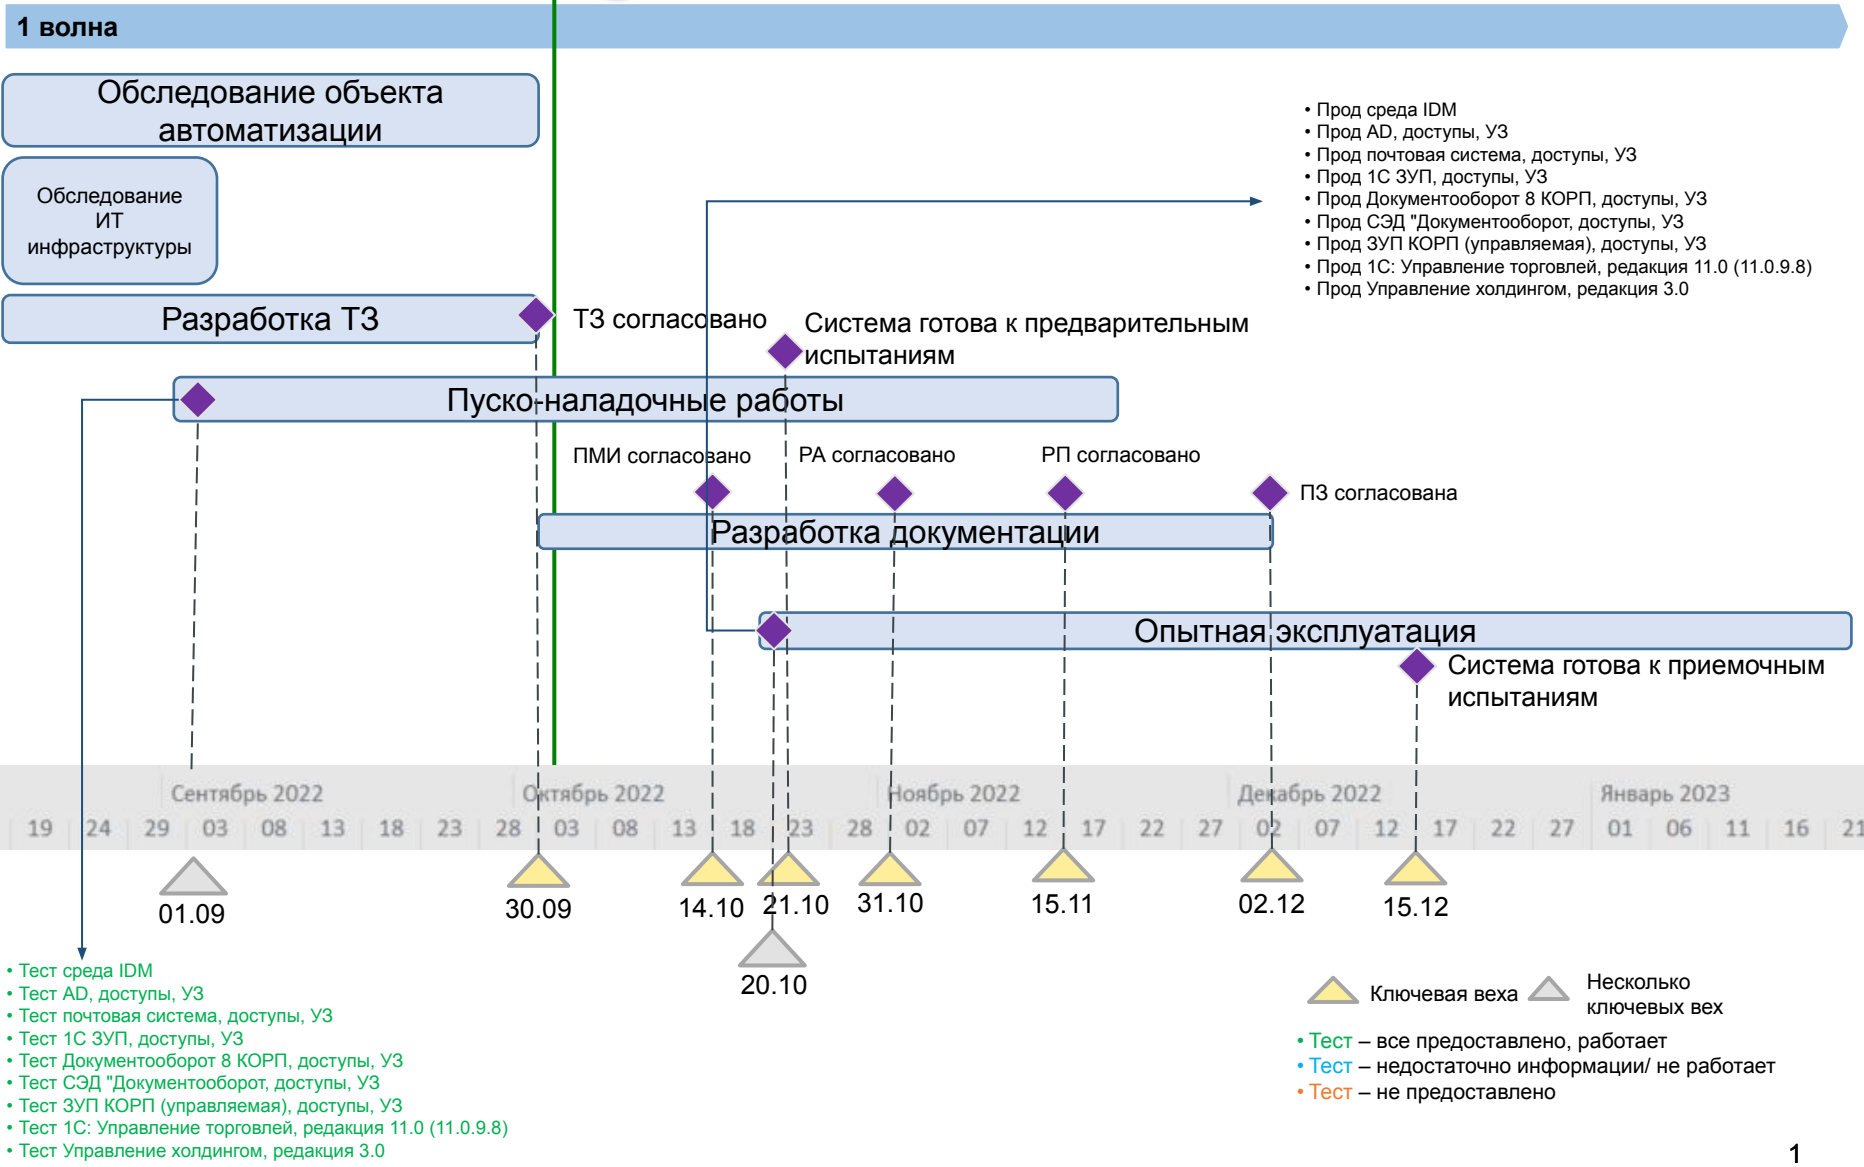 1 волна
Обследование объекта
автоматизации
Обследование
ИТ
инфраструктуры
• Прод среда IDM
• Прод AD, доступы, УЗ
• Прод почтовая система, доступы, УЗ
• Прод 1С ЗУП, доступы, УЗ
• Прод Документооборот 8 КОРП, доступы, УЗ
• Прод СЭД "Документооборот, доступы, УЗ
• Прод ЗУП КОРП (управляемая), доступы, УЗ
• Прод 1С: Управление торговлей, редакция 11.0 (11.0.9.8)
• Прод Управление холдингом, редакция 3.0
Разработка ТЗ
ТЗ согласовано
Система готова к предварительным
испытаниям
Пуско-наладочные работы
ПМИ согласовано
РА согласовано
РП согласовано
ПЗ согласована
Разработка документации
Опытная эксплуатация
Система готова к приемочным
испытаниям
Сентябрь 2022 Октябрь 2022 Ноябрь 2022 Декабрь 2022 Январь 2023
19 24 29 03 08 13 18 23 28 03 08 13 18 23 28 02 07 12 17 22 27 02 07 12 17 22 27 01 06 11 16 21
01.09 30.09 14.10 21.10 31.10 15.11 02.12 15.12
20.10
• Тест среда IDM
• Тест AD, доступы, УЗ
• Тест почтовая система, доступы, УЗ
• Тест 1С ЗУП, доступы, УЗ
• Тест Документооборот 8 КОРП, доступы, УЗ
• Тест СЭД "Документооборот, доступы, УЗ
• Тест ЗУП КОРП (управляемая), доступы, УЗ
• Тест 1С: Управление торговлей, редакция 11.0 (11.0.9.8)
• Тест Управление холдингом, редакция 3.0
Ключевая веха
Несколько
ключевых вех
• Тест – все предоставлено, работает
• Тест – недостаточно информации/ не работает
• Тест – не предоставлено
1